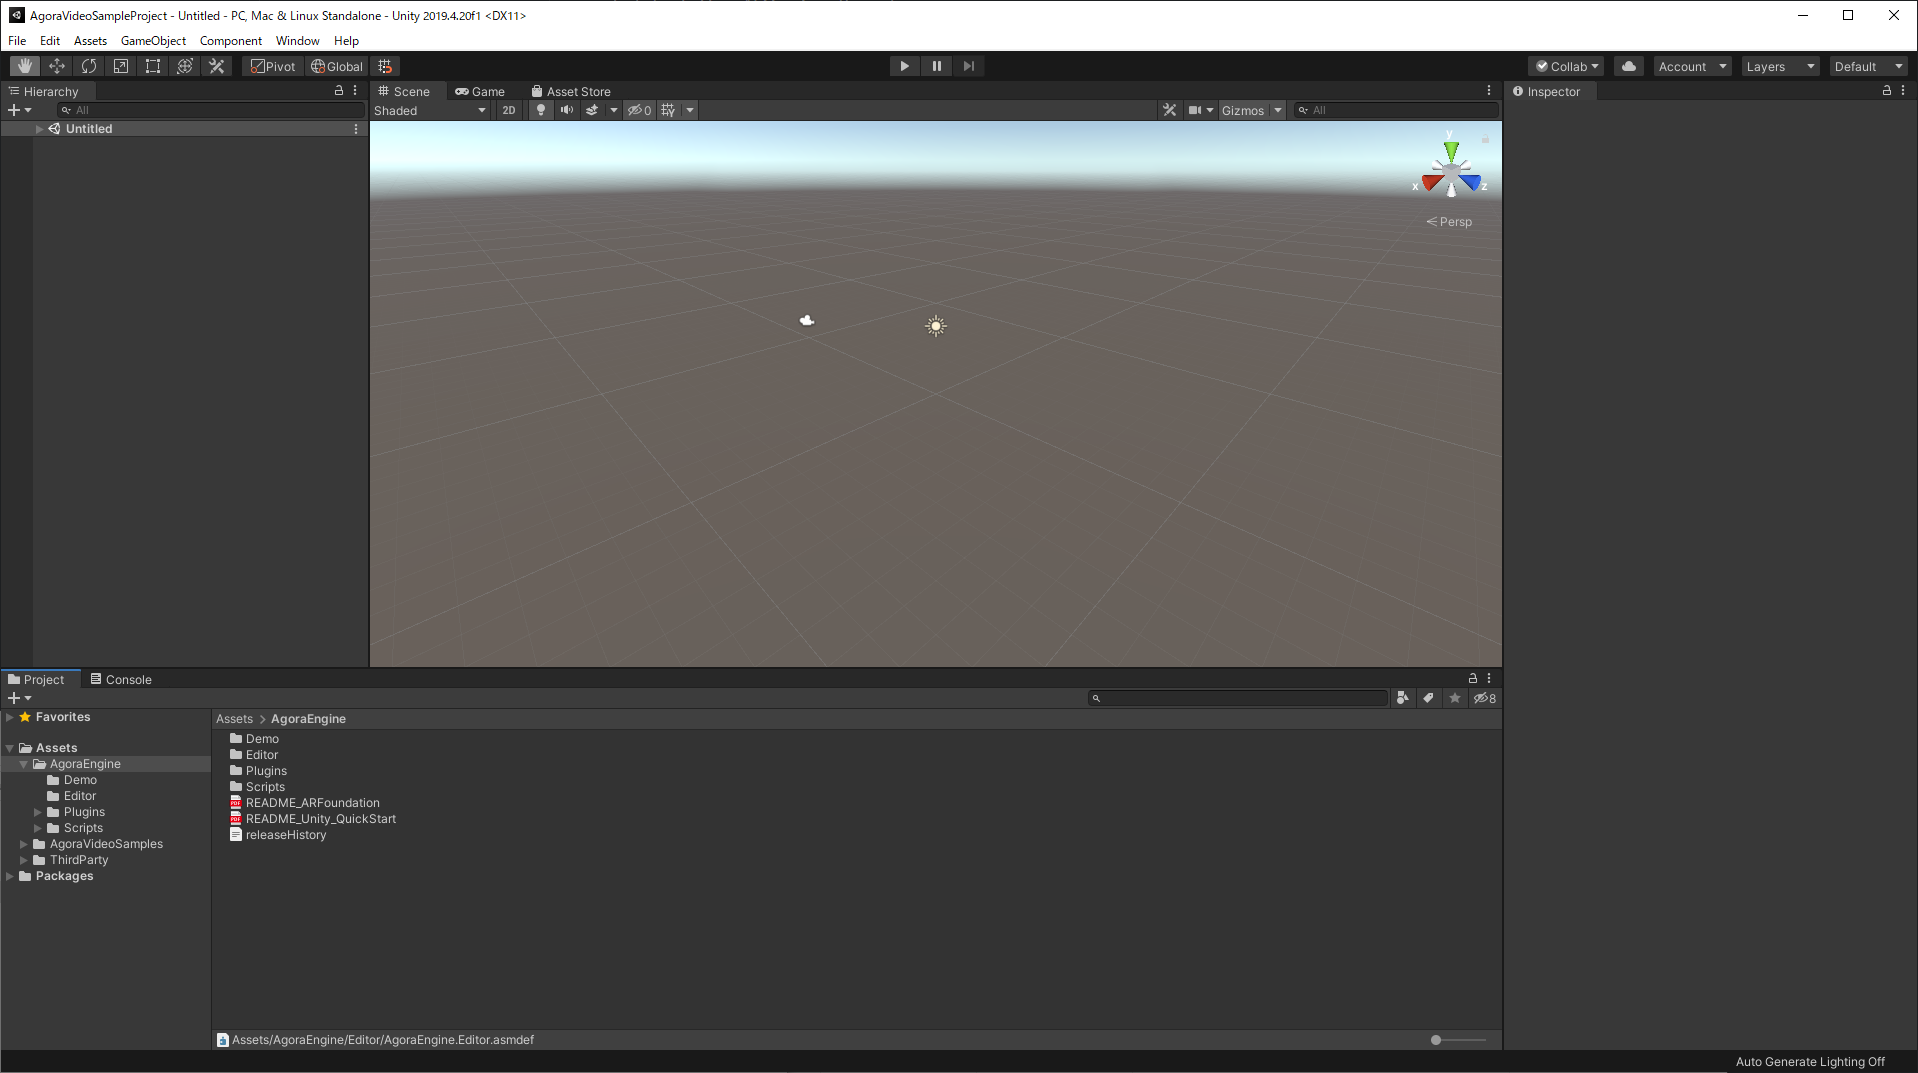 AgoraVideoSampleProject - Untitled - PC, Mac & Linux Standalone - Unity 2019.4.20f1 <DX11>
File Edit Assets GameObject Component Window Help
Pivot Global Collab Account Layers Default
Hierarchy
All
Untitled
Scene Game Asset Store
Shaded 2D 0 Gizmos All
y
x z
Persp
Inspector
Project Console
8
Favorites
Assets
AgoraEngine
Demo
Editor
Plugins
Scripts
AgoraVideoSamples
ThirdParty
Packages
Assets > AgoraEngine
Demo
Editor
Plugins
Scripts
PDF README_ARFoundation
PDF README_Unity_QuickStart
releaseHistory
Assets/AgoraEngine/Editor/AgoraEngine.Editor.asmdef
Auto Generate Lighting Off